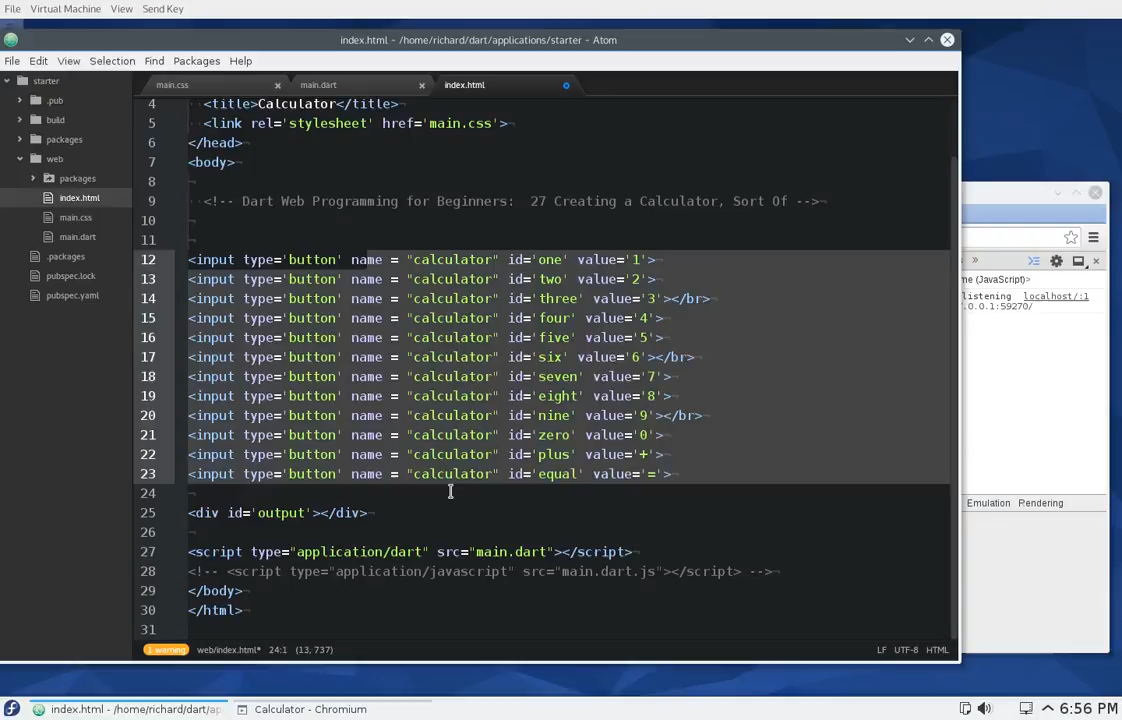 File Virtual Machine View Send Key
index.html - /home/richard/dart/applications/starter - Atom
File Edit View Selection Find Packages Help
starter
.pub
build
packages
web
packages
index.html
main.css
main.dart
.packages
pubspec.lock
pubspec.yaml
main.css
main.dart
index.html
4 <title>Calculator</title>
5 <link rel='stylesheet' href='main.css'>
6 </head>
7 <body>
8
9 <!-- Dart Web Programming for Beginners:  27 Creating a Calculator, Sort Of -->
10
11
12 <input type='button' name = "calculator" id='one' value='1'>
13 <input type='button' name = "calculator" id='two' value='2'>
14 <input type='button' name = "calculator" id='three' value='3'></br>
15 <input type='button' name = "calculator" id='four' value='4'>
16 <input type='button' name = "calculator" id='five' value='5'>
17 <input type='button' name = "calculator" id='six' value='6'></br>
18 <input type='button' name = "calculator" id='seven' value='7'>
19 <input type='button' name = "calculator" id='eight' value='8'>
20 <input type='button' name = "calculator" id='nine' value='9'></br>
21 <input type='button' name = "calculator" id='zero' value='0'>
22 <input type='button' name = "calculator" id='plus' value='+'>
23 <input type='button' name = "calculator" id='equal' value='='>
24
25 <div id='output'></div>
26
27 <script type="application/dart" src="main.dart"></script>
28 <!-- <script type="application/javascript" src="main.dart.js"></script> -->
29 </body>
30 </html>
31
1 warning web/index.html* 24:1 (13, 737) LF UTF-8 HTML
»
me (JavaScript)>
listening localhost/:1
.0.0.1:59270/
Emulation Rendering
index.html - /home/richard/dart/ap
Calculator - Chromium
6:56 PM